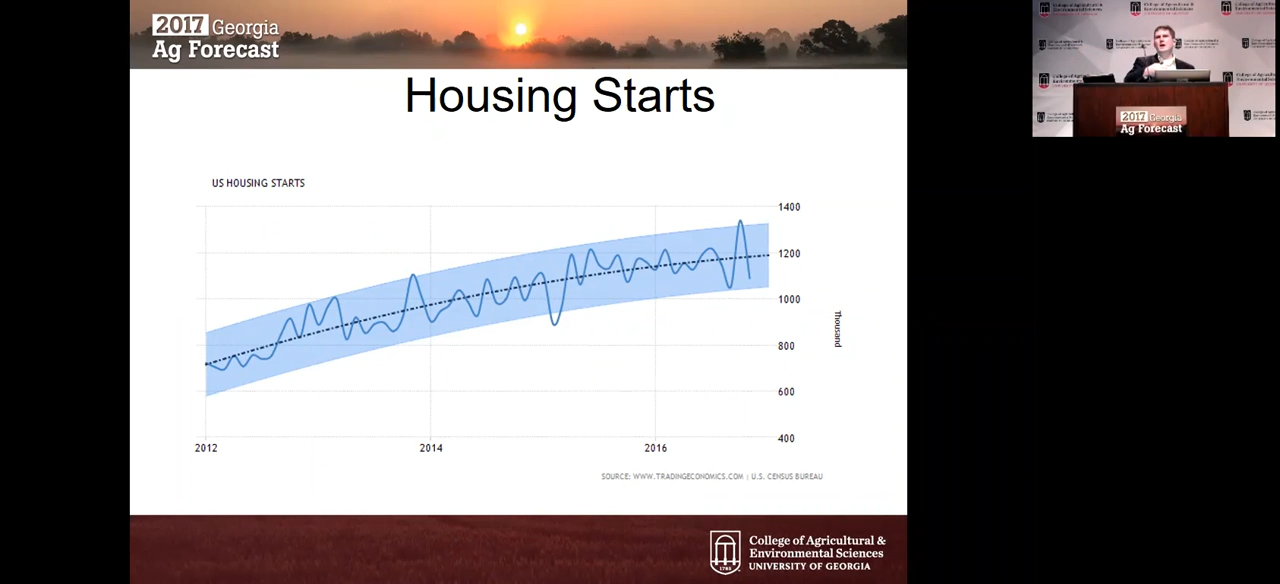 2017 Georgia
Ag Forecast
Housing Starts
US HOUSING STARTS
1400
1200
1000
800
600
400
Thousand
2012
2014
2016
SOURCE: WWW.TRADINGECONOMICS.COM | U.S. CENSUS BUREAU
1785
College of Agricultural &
Environmental Sciences
UNIVERSITY OF GEORGIA
2017 Georgia
Ag Forecast